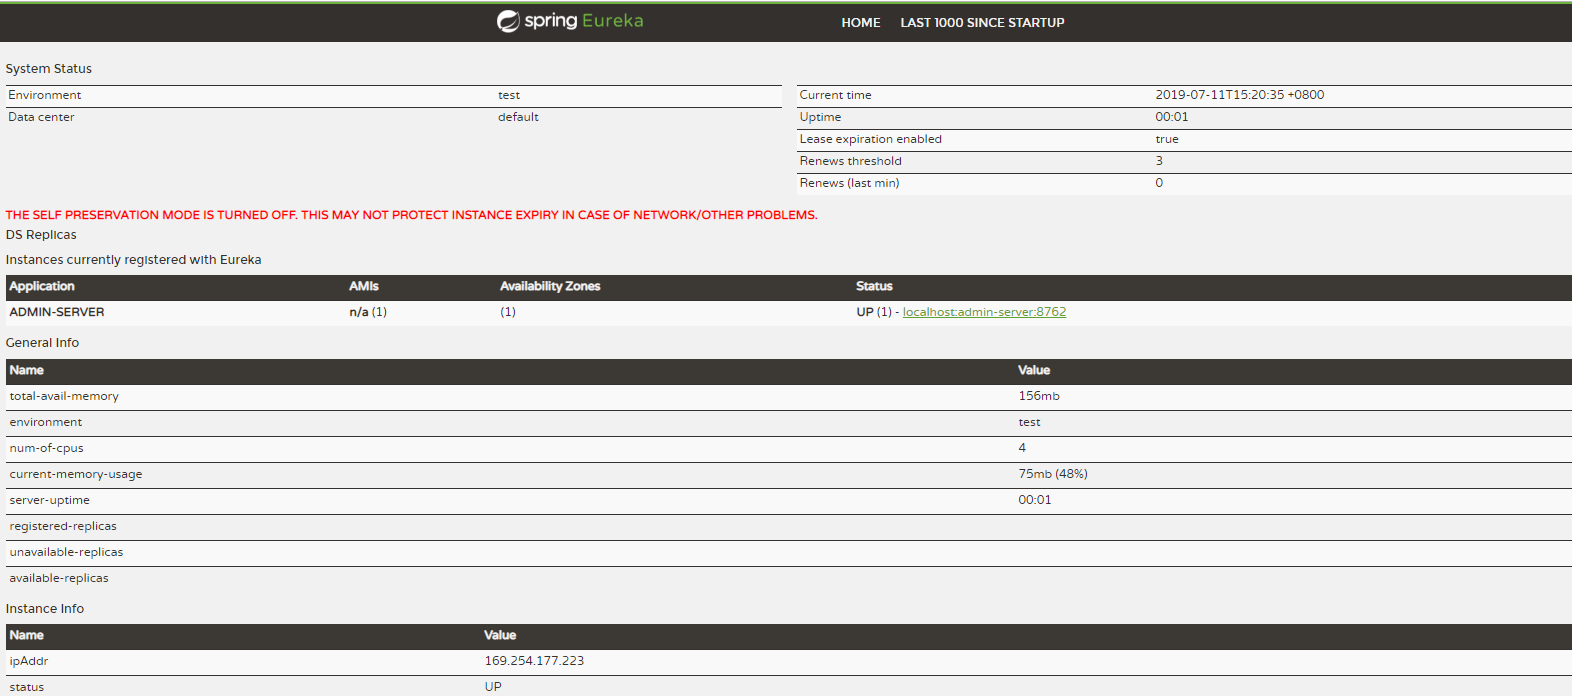 spring Eureka HOME LAST 1000 SINCE STARTUP
System Status
Environment test
Data center default
Current time 2019-07-11T15:20:35 +0800
Uptime 00:01
Lease expiration enabled true
Renews threshold 3
Renews (last min) 0
THE SELF PRESERVATION MODE IS TURNED OFF. THIS MAY NOT PROTECT INSTANCE EXPIRY IN CASE OF NETWORK/OTHER PROBLEMS.
DS Replicas
Instances currently registered with Eureka
Application AMIs Availability Zones Status
ADMIN-SERVER n/a (1) (1) UP (1) - localhost:admin-server:8762
General Info
Name Value
total-avail-memory 156mb
environment test
num-of-cpus 4
current-memory-usage 75mb (48%)
server-uptime 00:01
registered-replicas
unavailable-replicas
available-replicas
Instance Info
Name Value
ipAddr 169.254.177.223
status UP